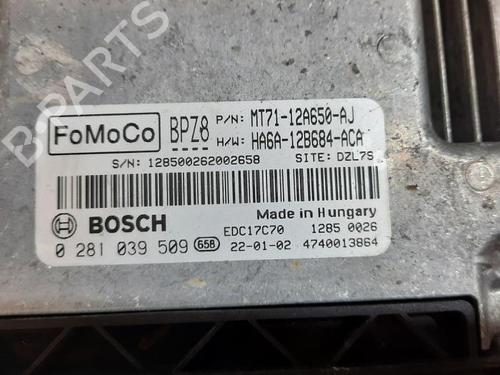 B-PARTS
FoMoCo BPZ8 P/N: MT71-12A650-AJ
H/W: HA6A-12B684-ACA
S/N: 128500262002658 SITE: DZL7S
BOSCH EDC17C70 Made in Hungary
1285 0026
0 281 039 509 65B 22-01-02 4740013864